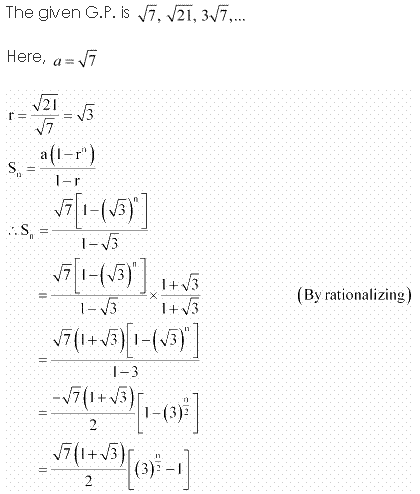 The given G.P. is √7, √21, 3√7,...
Here, a = √7
r = √21/√7 = √3
Sₙ = a(1−rⁿ)/(1−r)
∴Sₙ = √7[1−(√3)ⁿ]/(1−√3)
= √7[1−(√3)ⁿ]/(1−√3) × (1+√3)/(1+√3) (By rationalizing)
= √7(1+√3)[1−(√3)ⁿ]/(1−3)
= −√7(1+√3)/2 [1−(3)^(n/2)]
= √7(1+√3)/2 [(3)^(n/2) −1]